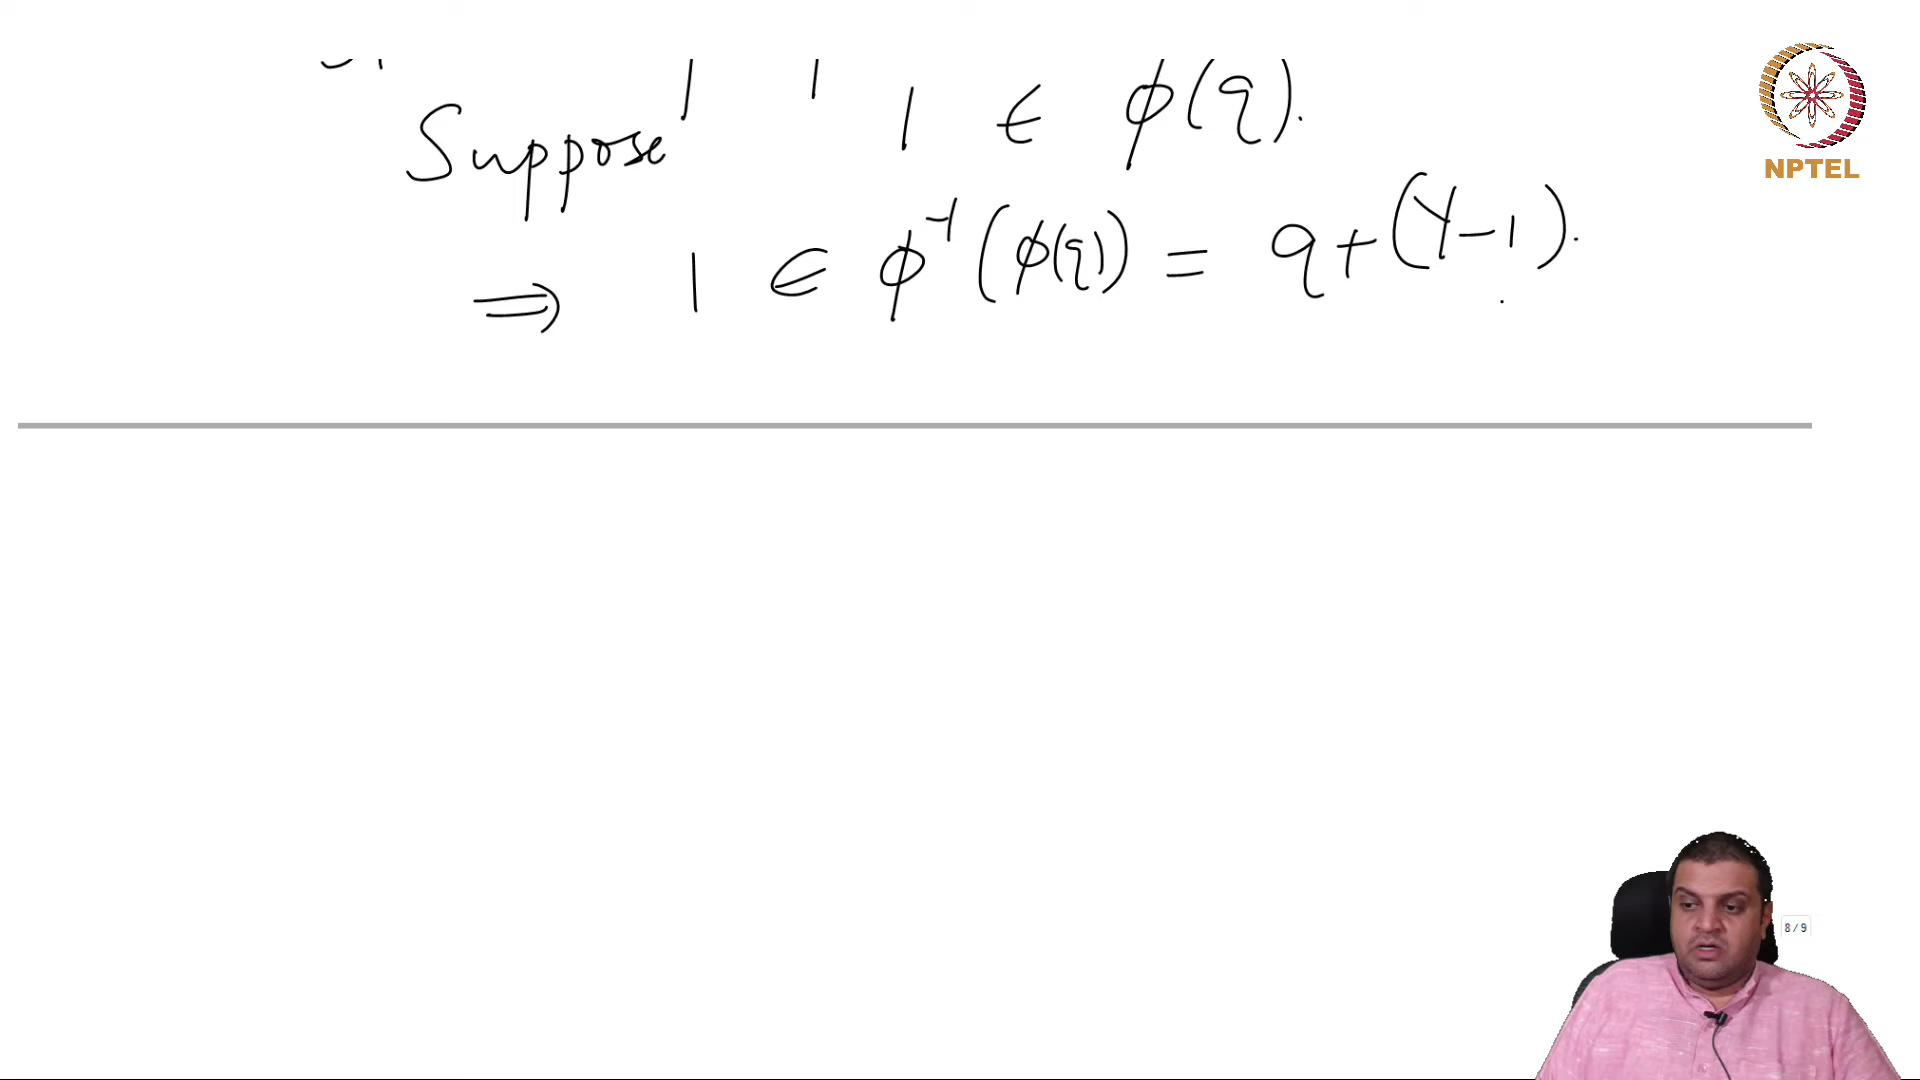 Suppose 1 ∈ φ(q).
⟹ 1 ∈ φ⁻¹(φ(q)) = q + (Y-1).
NPTEL
8/9